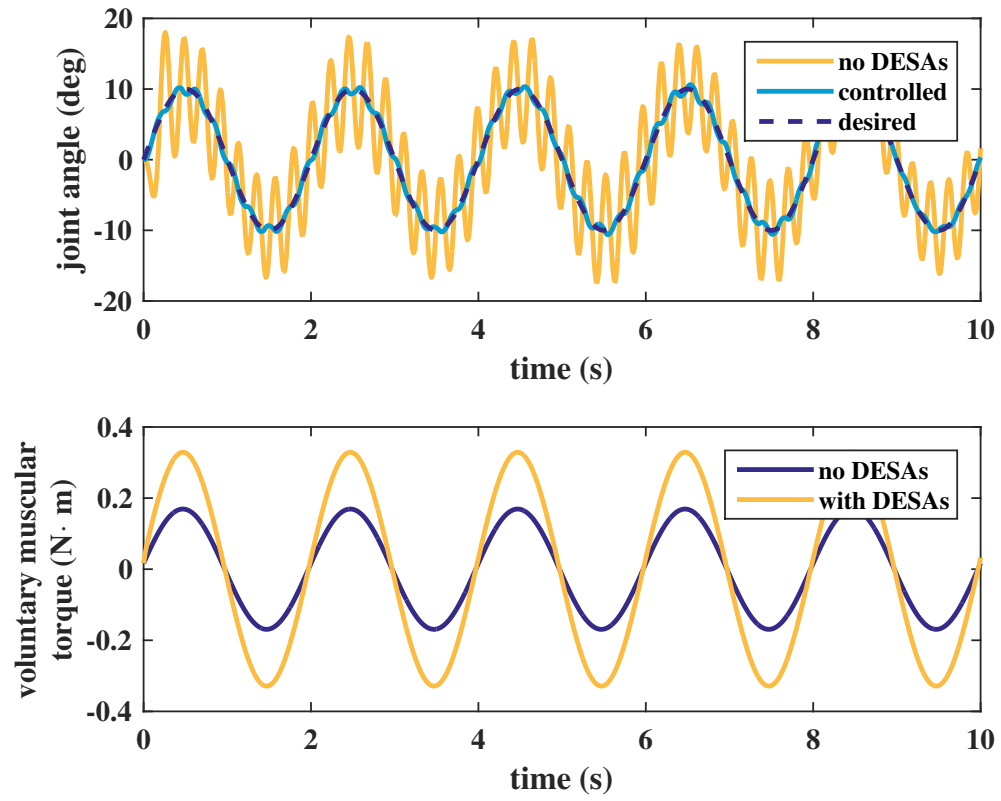 20
10
0
-10
-20
joint angle (deg)
no DESAs
controlled
desired
0
2
4
6
8
10
time (s)
0.4
0.2
0
-0.2
-0.4
voluntary muscular
torque (N· m)
no DESAs
with DESAs
0
2
4
6
8
10
time (s)